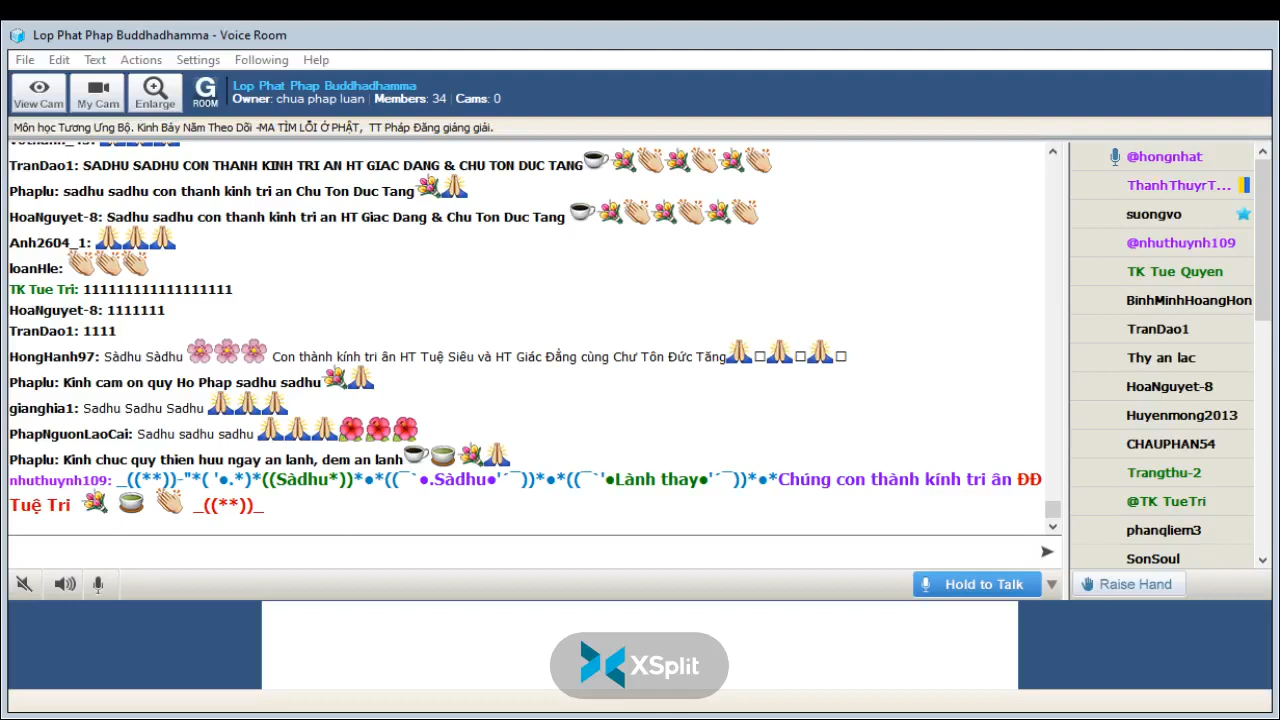 Lop Phat Phap Buddhadhamma - Voice Room
File Edit Text Actions Settings Following Help
View Cam My Cam Enlarge G ROOM
Lop Phat Phap Buddhadhamma
Owner: chua phap luan | Members: 34 | Cams: 0
Môn học Tương Ưng Bộ. Kinh Bảy Năm Theo Dõi -MA TÌM LỖI Ở PHẬT, TT Pháp Đăng giảng giải.
TranDao1: SADHU SADHU CON THANH KINH TRI AN HT GIAC DANG & CHU TON DUC TANG
Phaplu: sadhu sadhu con thanh kinh tri an Chu Ton Duc Tang
HoaNguyet-8: Sadhu sadhu con thanh kinh tri an HT Giac Dang & Chu Ton Duc Tang
Anh2604_1:
loanHle:
TK Tue Tri: 111111111111111111
HoaNguyet-8: 1111111
TranDao1: 1111
HongHanh97: Sàdhu Sàdhu Con thành kính tri ân HT Tuệ Siêu và HT Giác Đẳng cùng Chư Tôn Đức Tăng
Phaplu: Kinh cam on quy Ho Phap sadhu sadhu
gianghia1: Sadhu Sadhu Sadhu
PhapNguonLaoCai: Sadhu sadhu sadhu
Phaplu: Kinh chuc quy thien huu ngay an lanh, dem an lanh
nhuthuynh109: _((**))-"*( '●.*)*((Sàdhu*))*●*((¯`●.Sàdhu●'´¯))*●*((¯`'●Lành thay●'´¯))*●*Chúng con thành kính tri ân ĐĐ
Tuệ Tri _((**))_
@hongnhat
ThanhThuyrT...
suongvo
@nhuthuynh109
TK Tue Quyen
BinhMinhHoangHon
TranDao1
Thy an lac
HoaNguyet-8
Huyenmong2013
CHAUPHAN54
Trangthu-2
@TK TueTri
phanqliem3
SonSoul
Hold to Talk
Raise Hand
XSplit